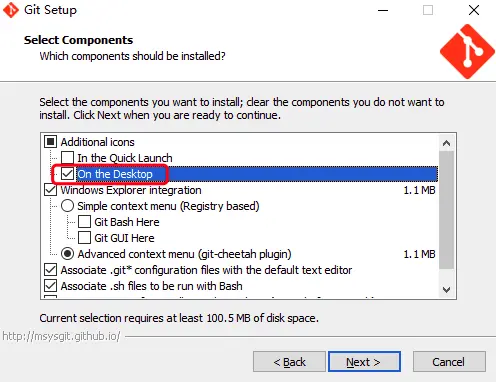 Git Setup
Select Components
Which components should be installed?
Select the components you want to install; clear the components you do not want to
install. Click Next when you are ready to continue.
Additional icons
In the Quick Launch
On the Desktop
Windows Explorer integration 1.1 MB
Simple context menu (Registry based)
Git Bash Here
Git GUI Here
Advanced context menu (git-cheetah plugin) 1.1 MB
Associate .git* configuration files with the default text editor
Associate .sh files to be run with Bash
Current selection requires at least 100.5 MB of disk space.
http://msysgit.github.io/
< Back
Next >
Cancel